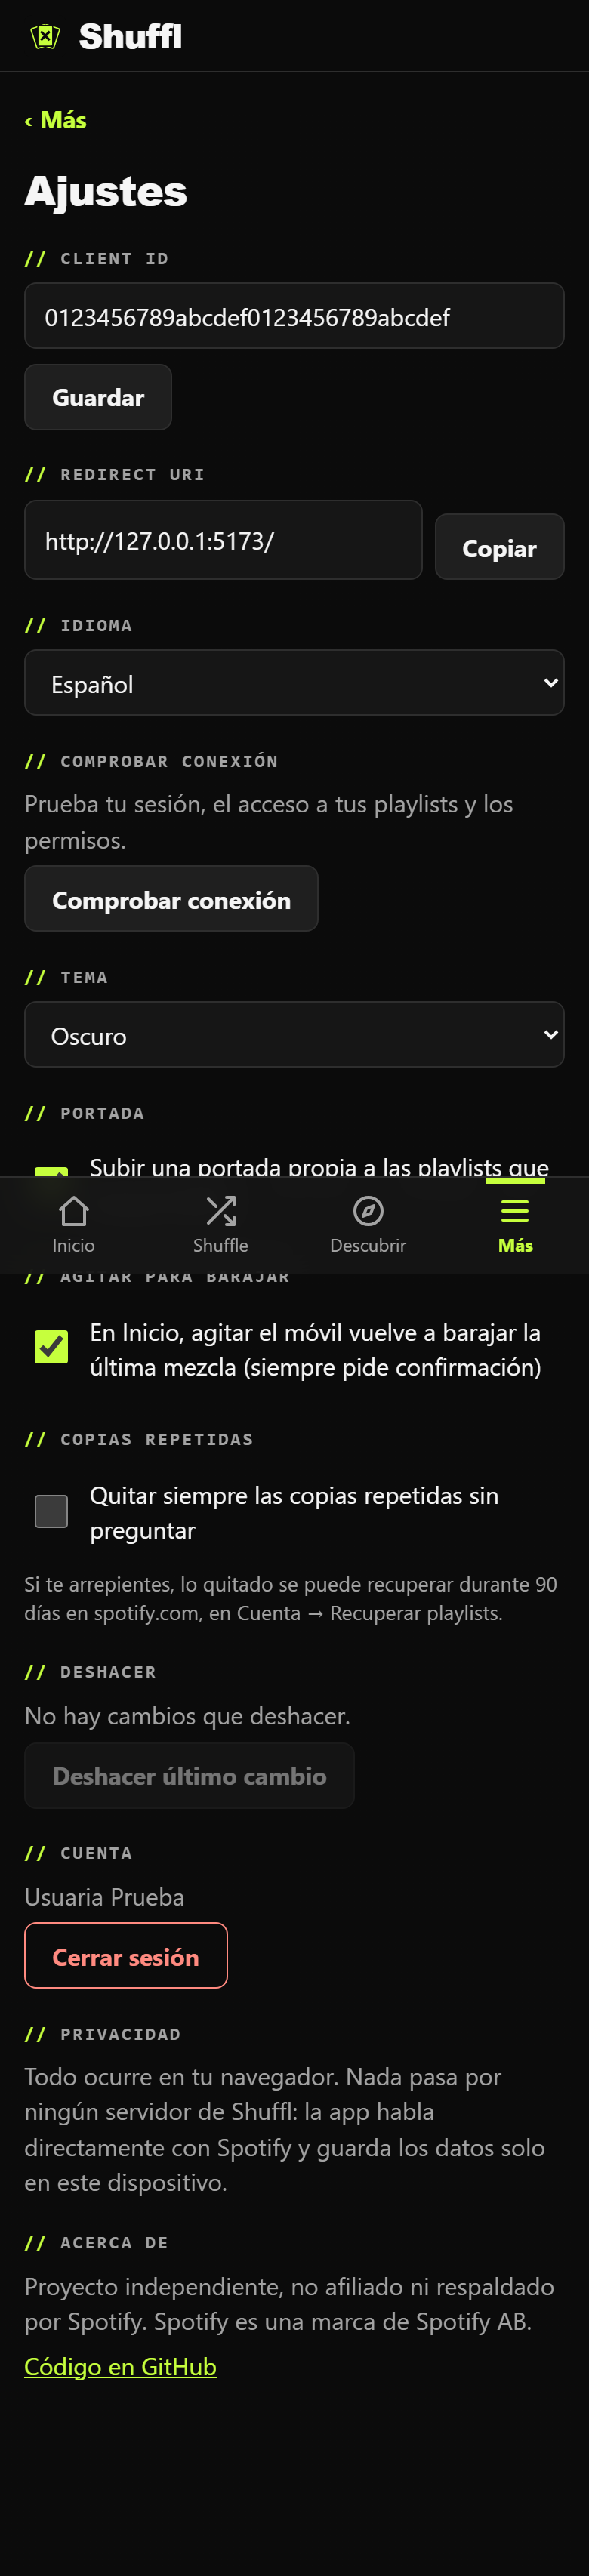 Shuffl
‹ Más
Ajustes
// CLIENT ID
0123456789abcdef0123456789abcdef
Guardar
// REDIRECT URI
http://127.0.0.1:5173/
Copiar
// IDIOMA
Español
// COMPROBAR CONEXIÓN
Prueba tu sesión, el acceso a tus playlists y los
permisos.
Comprobar conexión
// TEMA
Oscuro
// PORTADA
Subir una portada propia a las playlists que
Inicio
Shuffle
Descubrir
Más
// AGITAR PARA BARAJAR
En Inicio, agitar el móvil vuelve a barajar la
última mezcla (siempre pide confirmación)
// COPIAS REPETIDAS
Quitar siempre las copias repetidas sin
preguntar
Si te arrepientes, lo quitado se puede recuperar durante 90
días en spotify.com, en Cuenta → Recuperar playlists.
// DESHACER
No hay cambios que deshacer.
Deshacer último cambio
// CUENTA
Usuaria Prueba
Cerrar sesión
// PRIVACIDAD
Todo ocurre en tu navegador. Nada pasa por
ningún servidor de Shuffl: la app habla
directamente con Spotify y guarda los datos solo
en este dispositivo.
// ACERCA DE
Proyecto independiente, no afiliado ni respaldado
por Spotify. Spotify es una marca de Spotify AB.
Código en GitHub